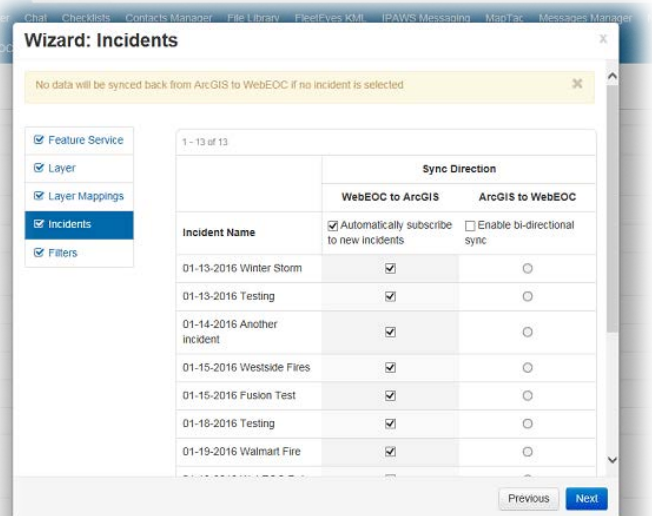 Chat Checklists Contacts Manager File Library FleetEyes KML IPAWS Messaging MapTac Messages Manager
Wizard: Incidents
x
No data will be synced back from ArcGIS to WebEOC if no incident is selected
Feature Service
Layer
Layer Mappings
Incidents
Filters
1 - 13 of 13
Sync Direction
WebEOC to ArcGIS ArcGIS to WebEOC
Incident Name
Automatically subscribe to new incidents
Enable bi-directional sync
01-13-2016 Winter Storm
01-13-2016 Testing
01-14-2016 Another
incident
01-15-2016 Westside Fires
01-15-2016 Fusion Test
01-18-2016 Testing
01-19-2016 Walmart Fire
Previous Next